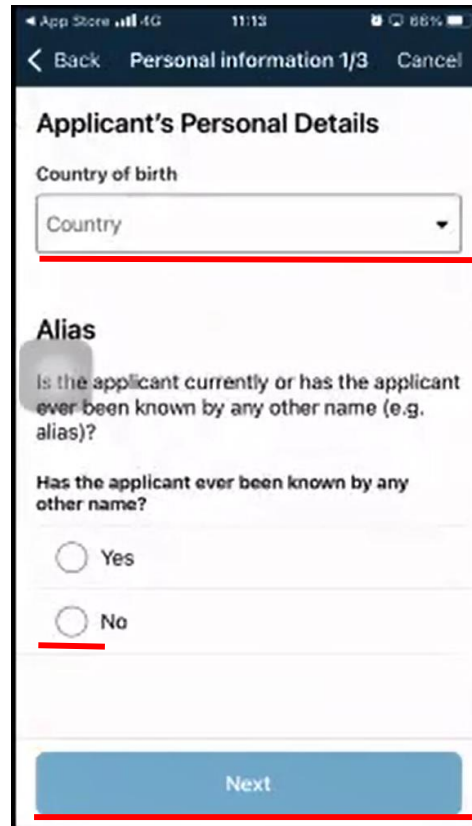 App Store 4G 11:13 66%
Back Personal information 1/3 Cancel
Applicant's Personal Details
Country of birth
Country
Alias
Is the applicant currently or has the applicant
ever been known by any other name (e.g.
alias)?
Has the applicant ever been known by any
other name?
Yes
No
Next